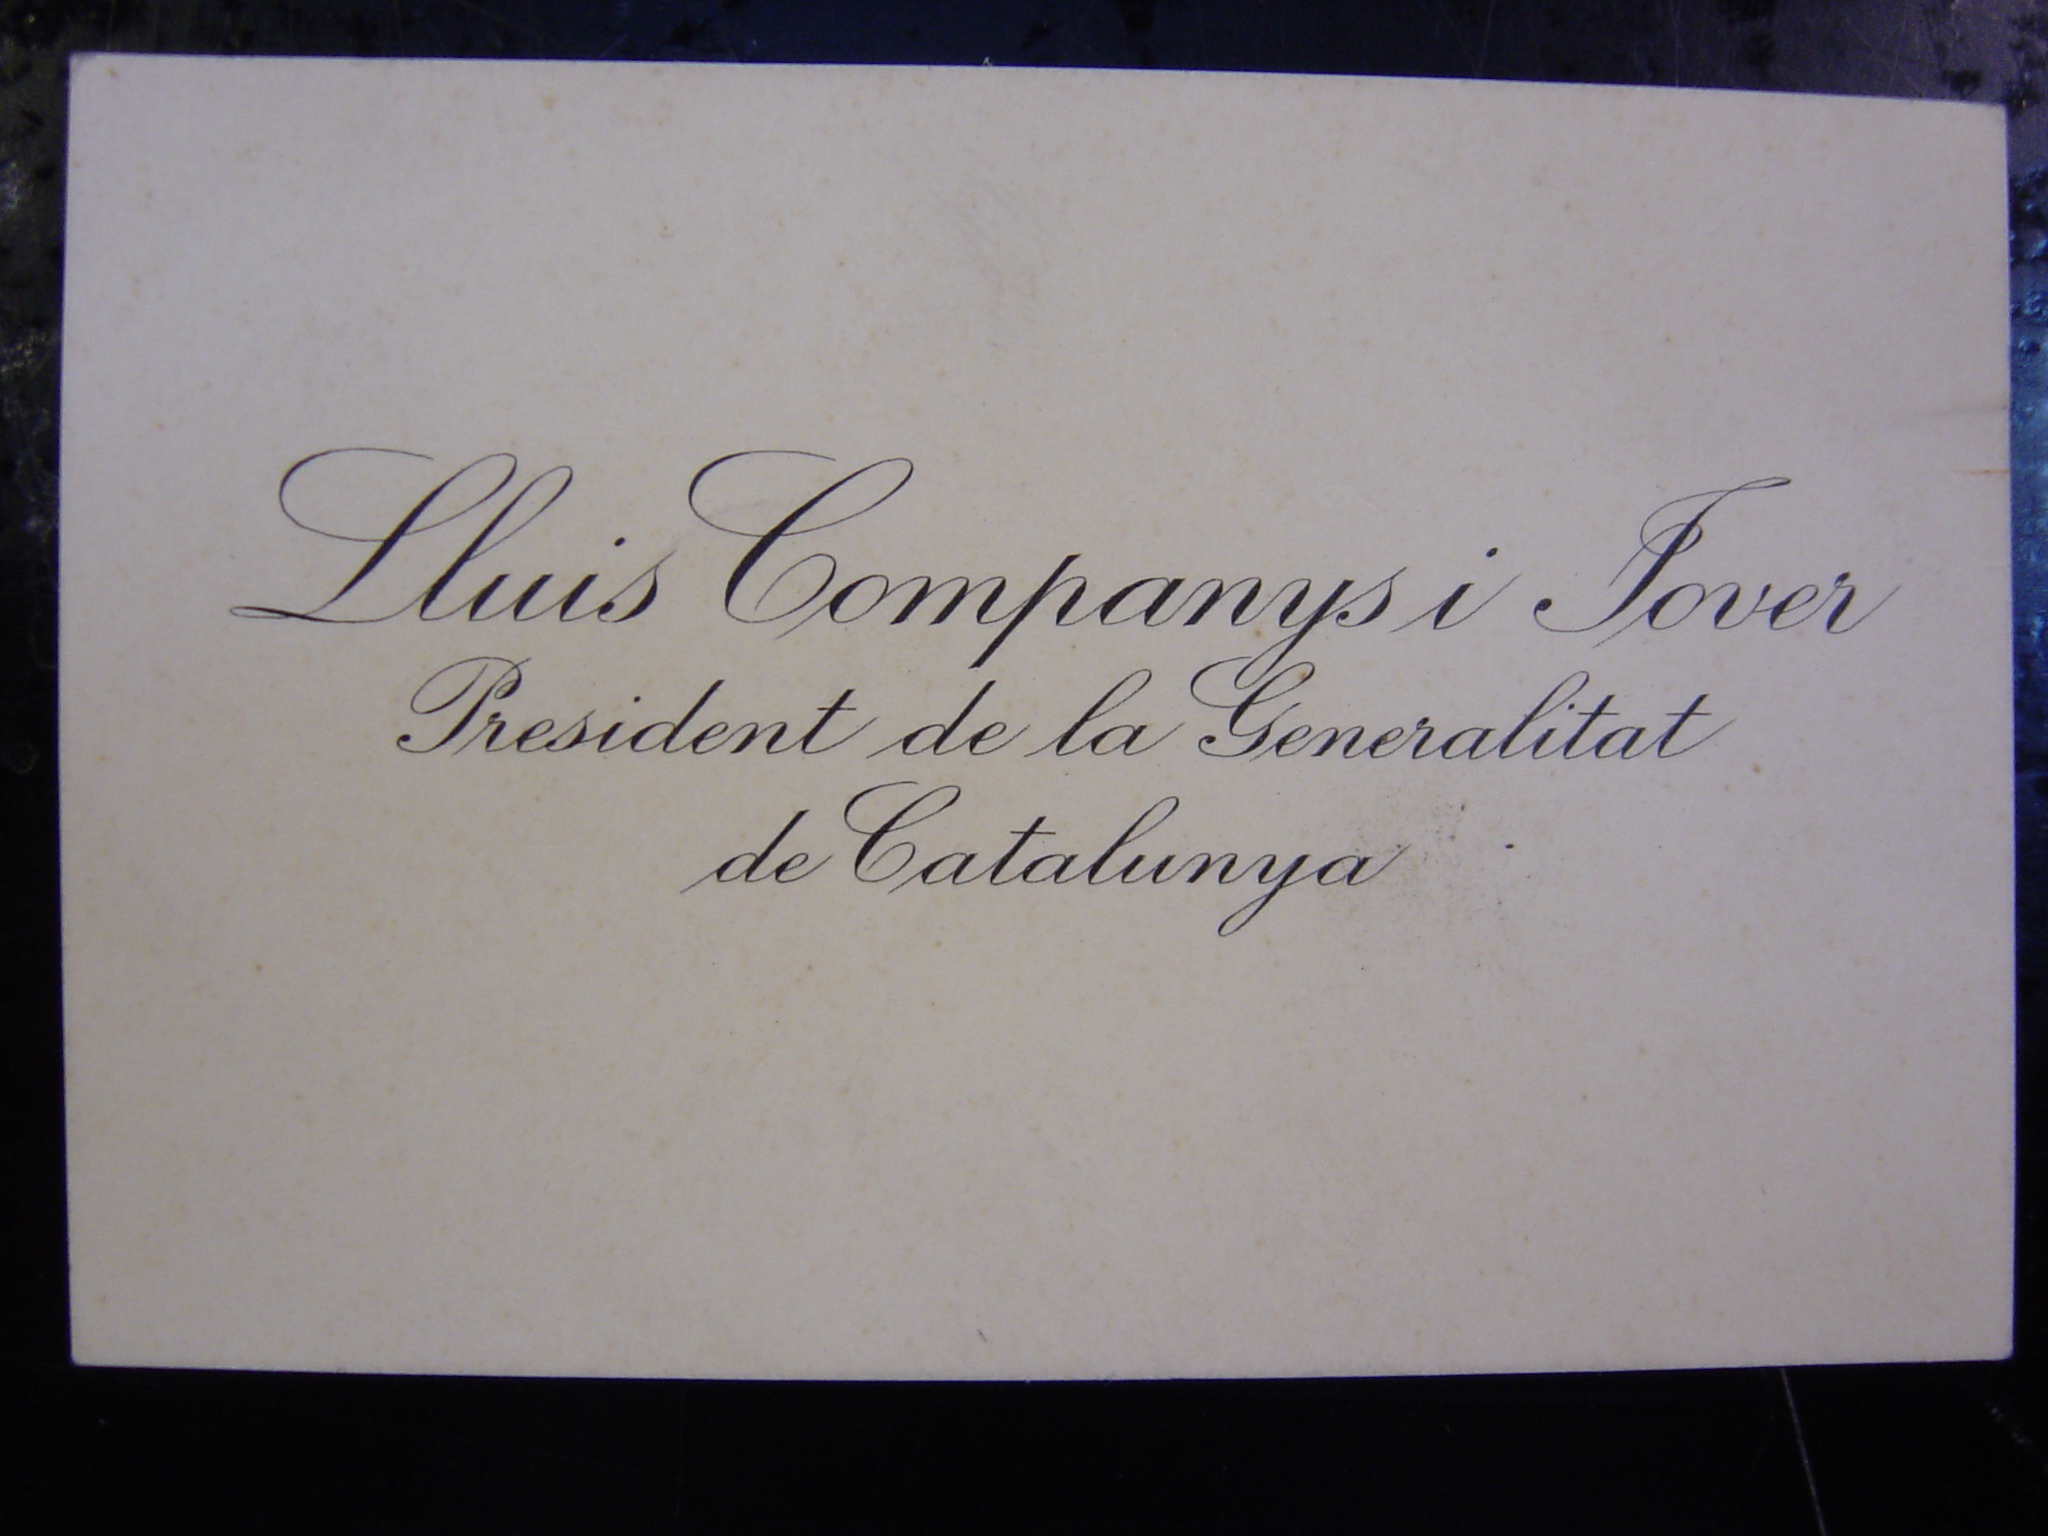 Lluis Companys i Jover
President de la Generalitat
de Catalunya